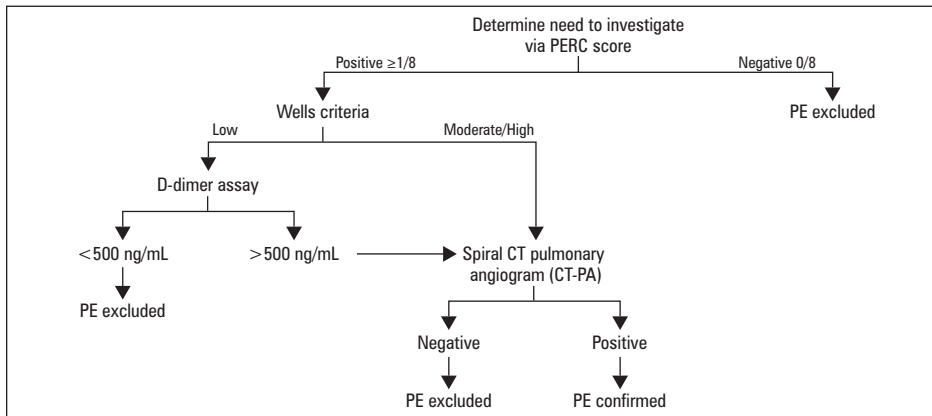 Determine need to investigate
via PERC score
Positive ≥1/8
Negative 0/8
Wells criteria
PE excluded
Low
Moderate/High
D-dimer assay
<500 ng/mL
>500 ng/mL
Spiral CT pulmonary
angiogram (CT-PA)
PE excluded
Negative
Positive
PE excluded
PE confirmed